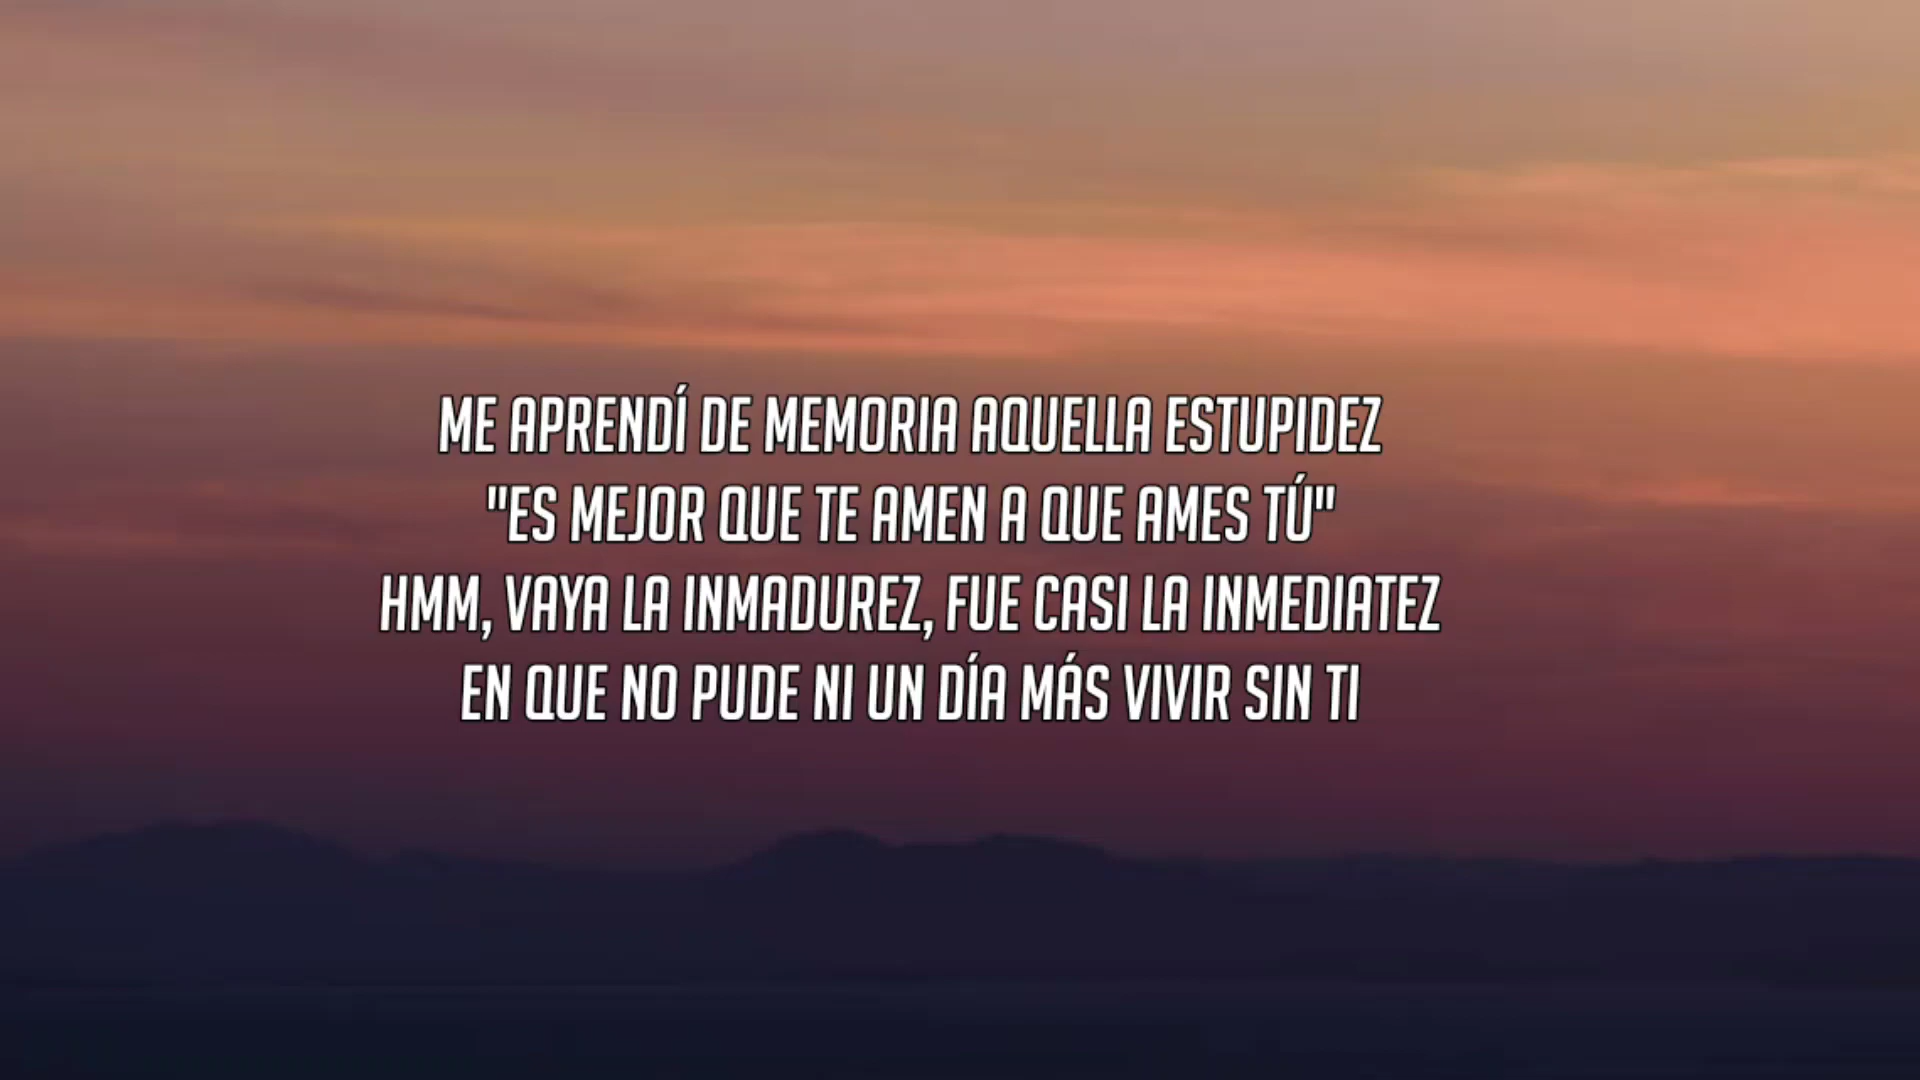 ME APRENDÍ DE MEMORIA AQUELLA ESTUPIDEZ
"ES MEJOR QUE TE AMEN A QUE AMES TÚ"
HMM, VAYA LA INMADUREZ, FUE CASI LA INMEDIATEZ
EN QUE NO PUDE NI UN DÍA MÁS VIVIR SIN TI